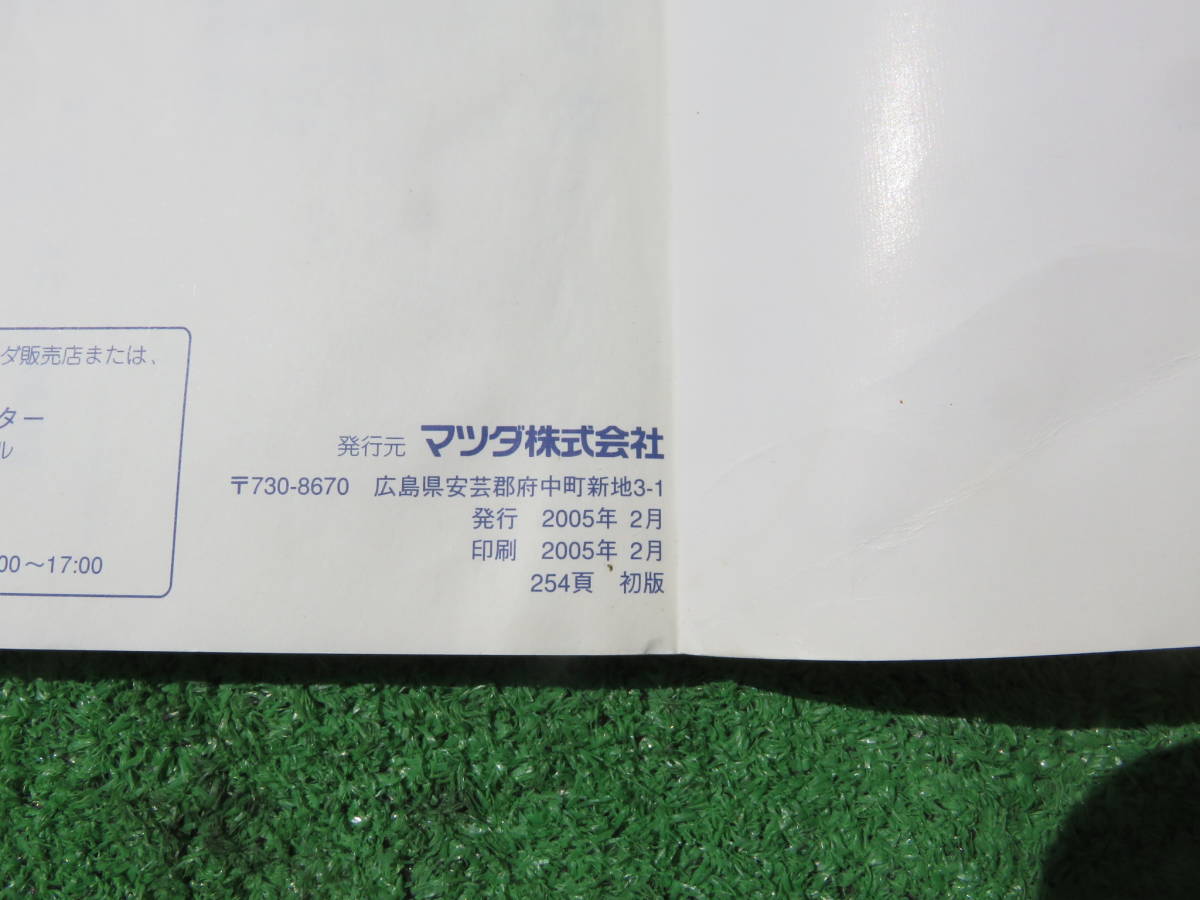 ダ販売店または、
ター
ル
00～17:00
発行元 マツダ株式会社
〒730-8670 広島県安芸郡府中町新地3-1
発行 2005年 2月
印刷 2005年 2月
254頁 初版